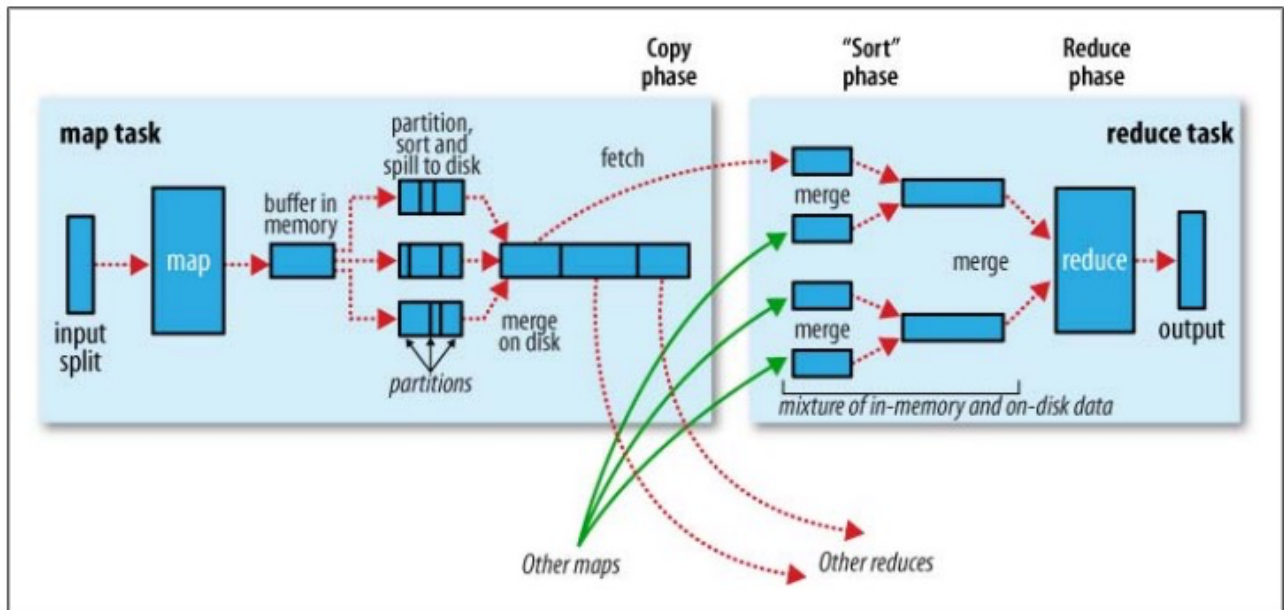 Copy
phase
“Sort”
phase
Reduce
phase
map task
partition,
sort and
spill to disk
fetch
reduce task
buffer in
memory
map
input
split
merge
on disk
partitions
merge
merge
merge
reduce
output
mixture of in-memory and on-disk data
Other maps
Other reduces